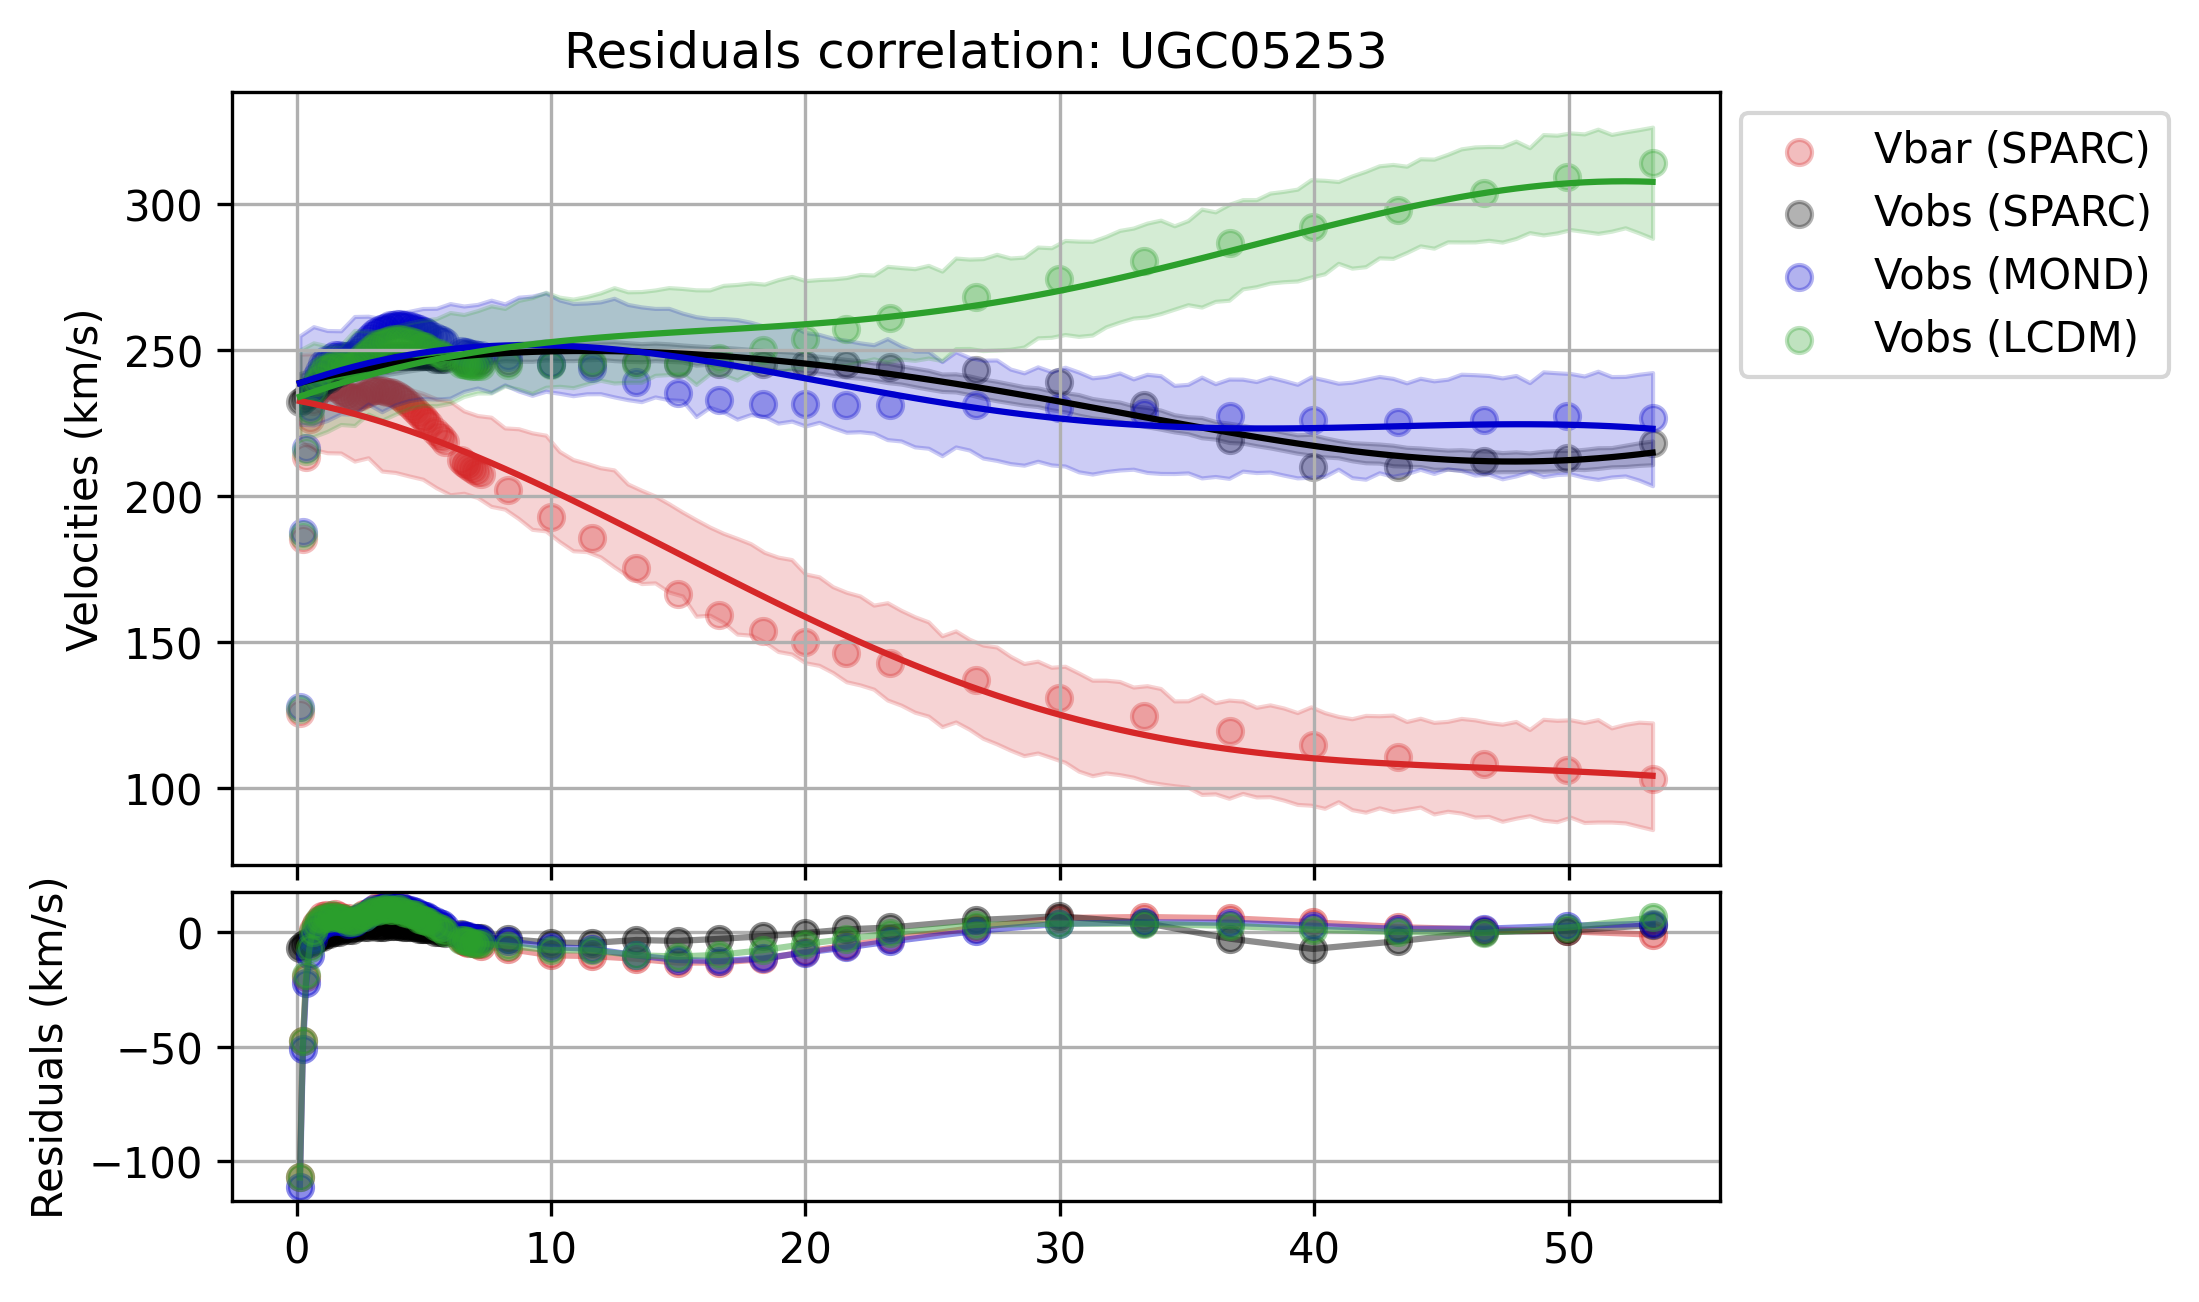 Residuals correlation: UGC05253
Velocities (km/s)
300
250
200
150
100
Vbar (SPARC)
Vobs (SPARC)
Vobs (MOND)
Vobs (LCDM)
Residuals (km/s)
0
−50
−100
0 10 20 30 40 50